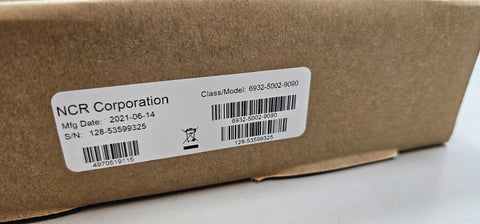 NCR Corporation
Class/Model: 6932-5002-9090
Mfg Date: 2021-06-14
6932-5002-9090
S/N: 128-53599325
128-53599325
4970519115